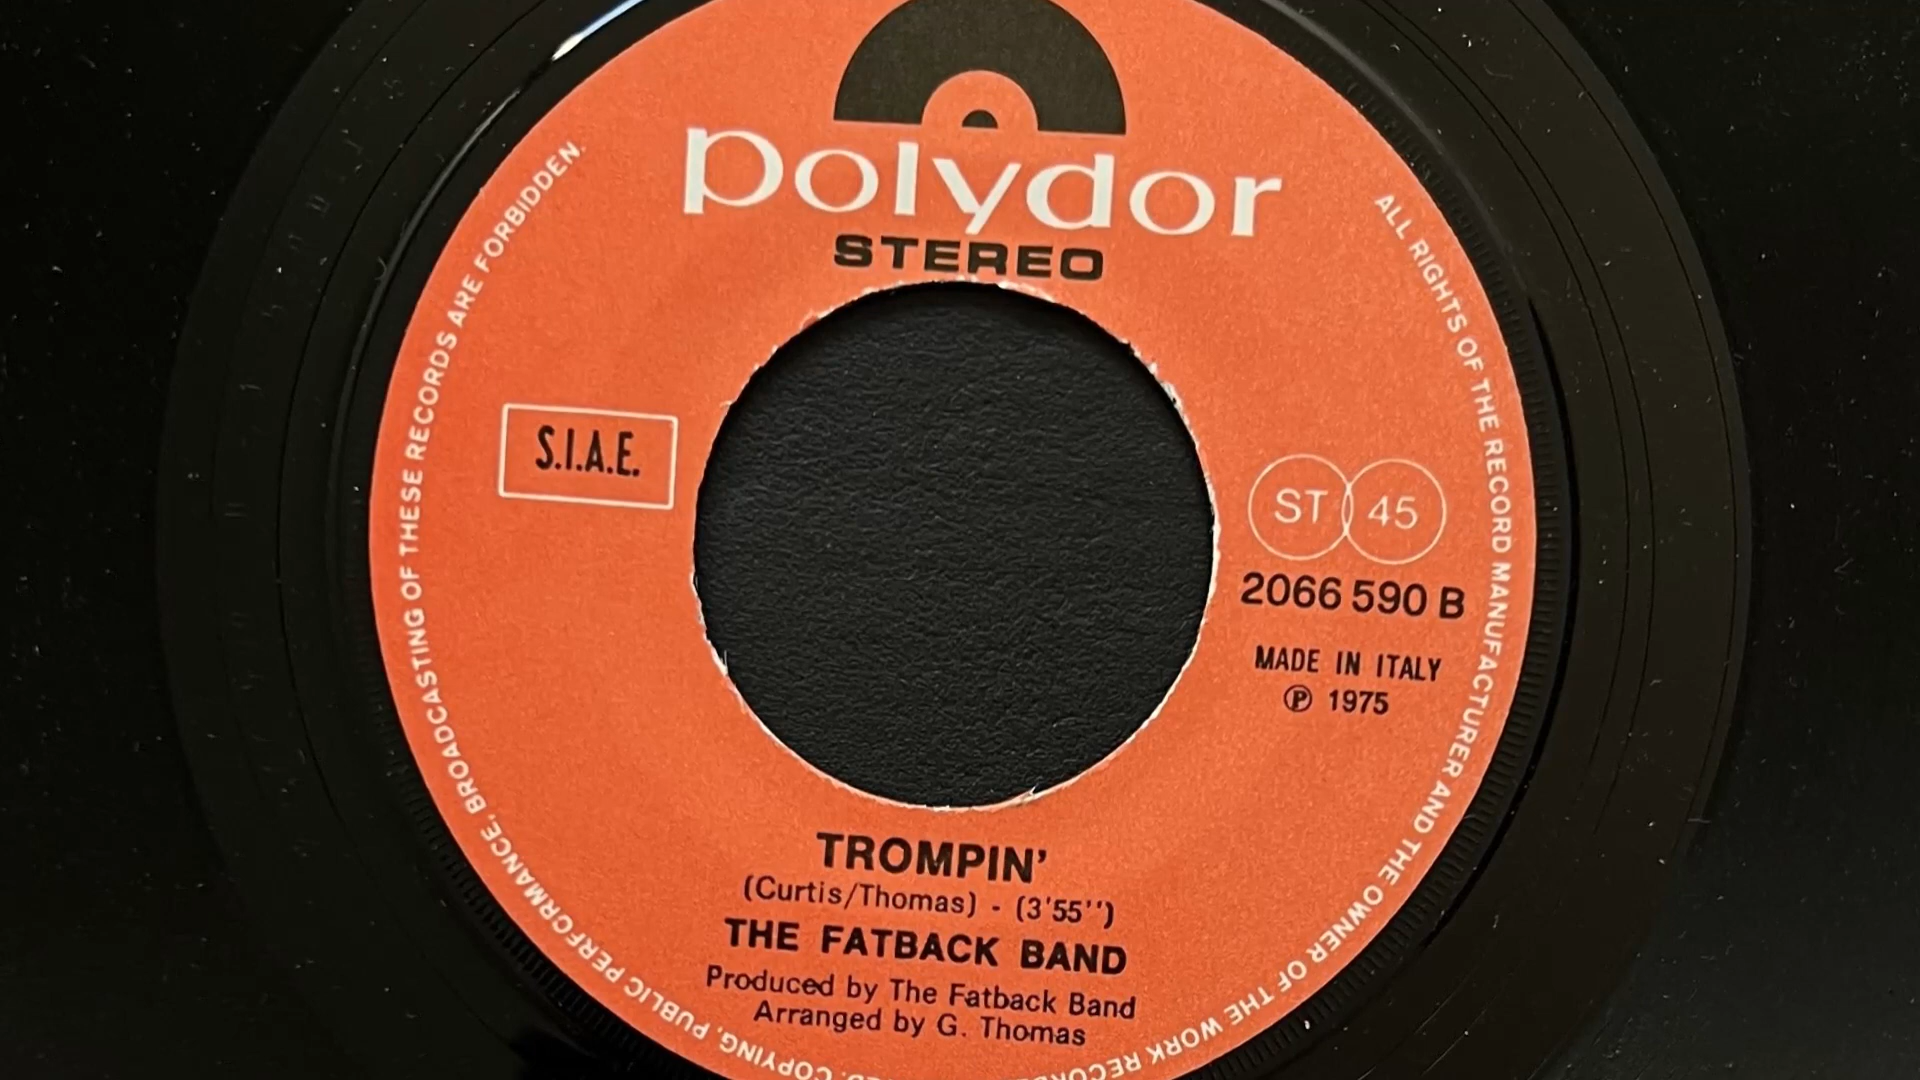 polydor
STEREO
S.I.A.E.
ST 45
2066 590 B
MADE IN ITALY
℗ 1975
TROMPIN'
(Curtis/Thomas) - (3'55'')
THE FATBACK BAND
Produced by The Fatback Band
Arranged by G. Thomas
ALL RIGHTS OF THE RECORD MANUFACTURER AND THE OWNER OF THE WORK
COPYING, PUBLIC PERFORMANCE, BROADCASTING OF THESE RECORDS ARE FORBIDDEN.